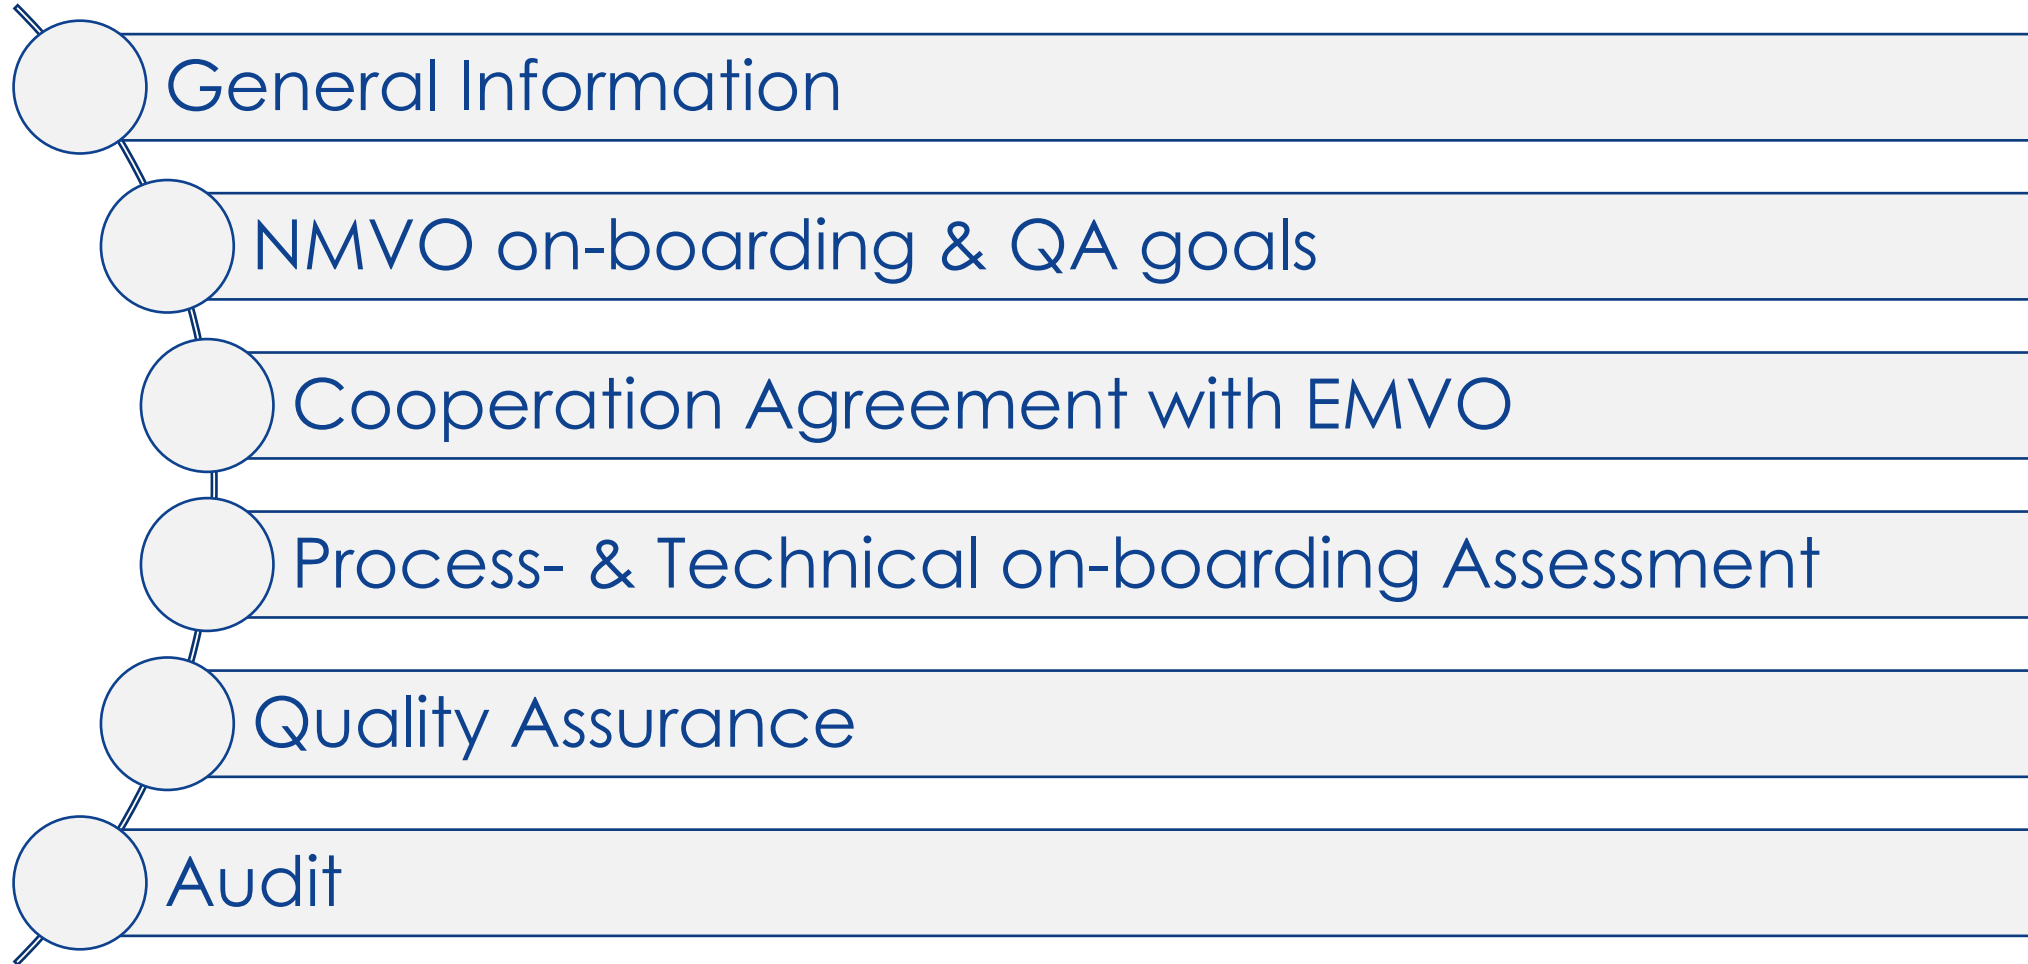 General Information
NMVO on-boarding & QA goals
Cooperation Agreement with EMVO
Process- & Technical on-boarding Assessment
Quality Assurance
Audit